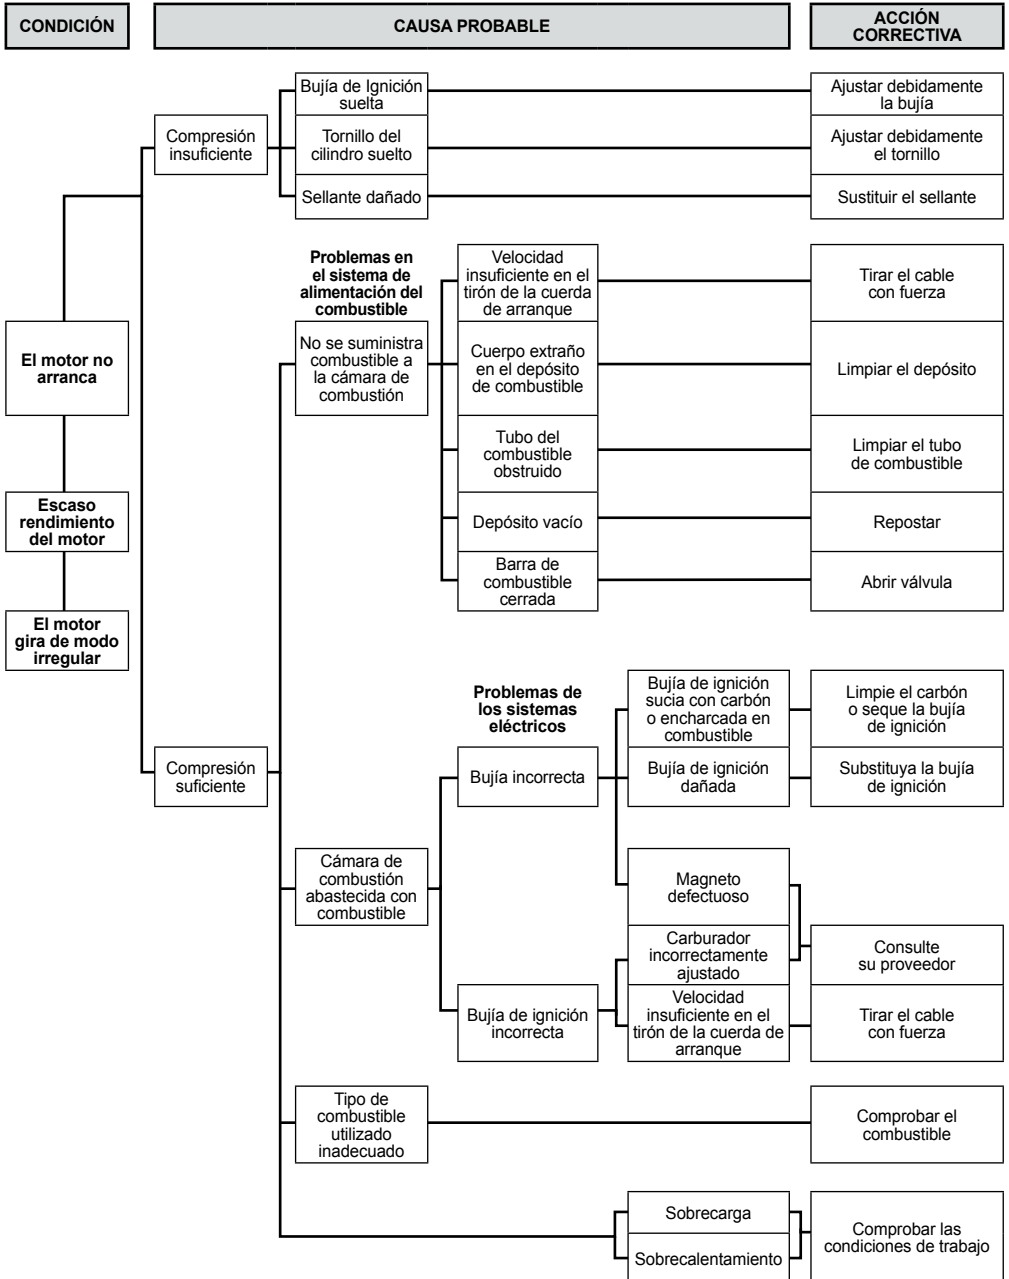 CONDICIÓN
CAUSA PROBABLE
ACCIÓN
CORRECTIVA
Bujía de Ignición
suelta
Ajustar debidamente
la bujía
Compresión
insuficiente
Tornillo del
cilindro suelto
Ajustar debidamente
el tornillo
Sellante dañado
Sustituir el sellante
Problemas en
el sistema de
alimentación del
combustible
Velocidad
insuficiente en el
tirón de la cuerda
de arranque
Tirar el cable
con fuerza
El motor no
arranca
No se suministra
combustible a
la cámara de
combustión
Cuerpo extraño
en el depósito
de combustible
Limpiar el depósito
Tubo del
combustible
obstruido
Limpiar el tubo
de combustible
Escaso
rendimiento
del motor
Depósito vacío
Repostar
Barra de
combustible
cerrada
Abrir válvula
El motor
gira de modo
irregular
Problemas de
los sistemas
eléctricos
Bujía de ignición
sucia con carbón
o encharcada en
combustible
Limpie el carbón
o seque la bujía
de ignición
Compresión
suficiente
Bujía incorrecta
Bujía de ignición
dañada
Substituya la bujía
de ignición
Cámara de
combustión
abastecida con
combustible
Magneto
defectuoso
Carburador
incorrectamente
ajustado
Consulte
su proveedor
Bujía de ignición
incorrecta
Velocidad
insuficiente en el
tirón de la cuerda de
arranque
Tirar el cable
con fuerza
Tipo de
combustible
utilizado
inadecuado
Comprobar el
combustible
Sobrecarga
Sobrecalentamiento
Comprobar las
condiciones de trabajo